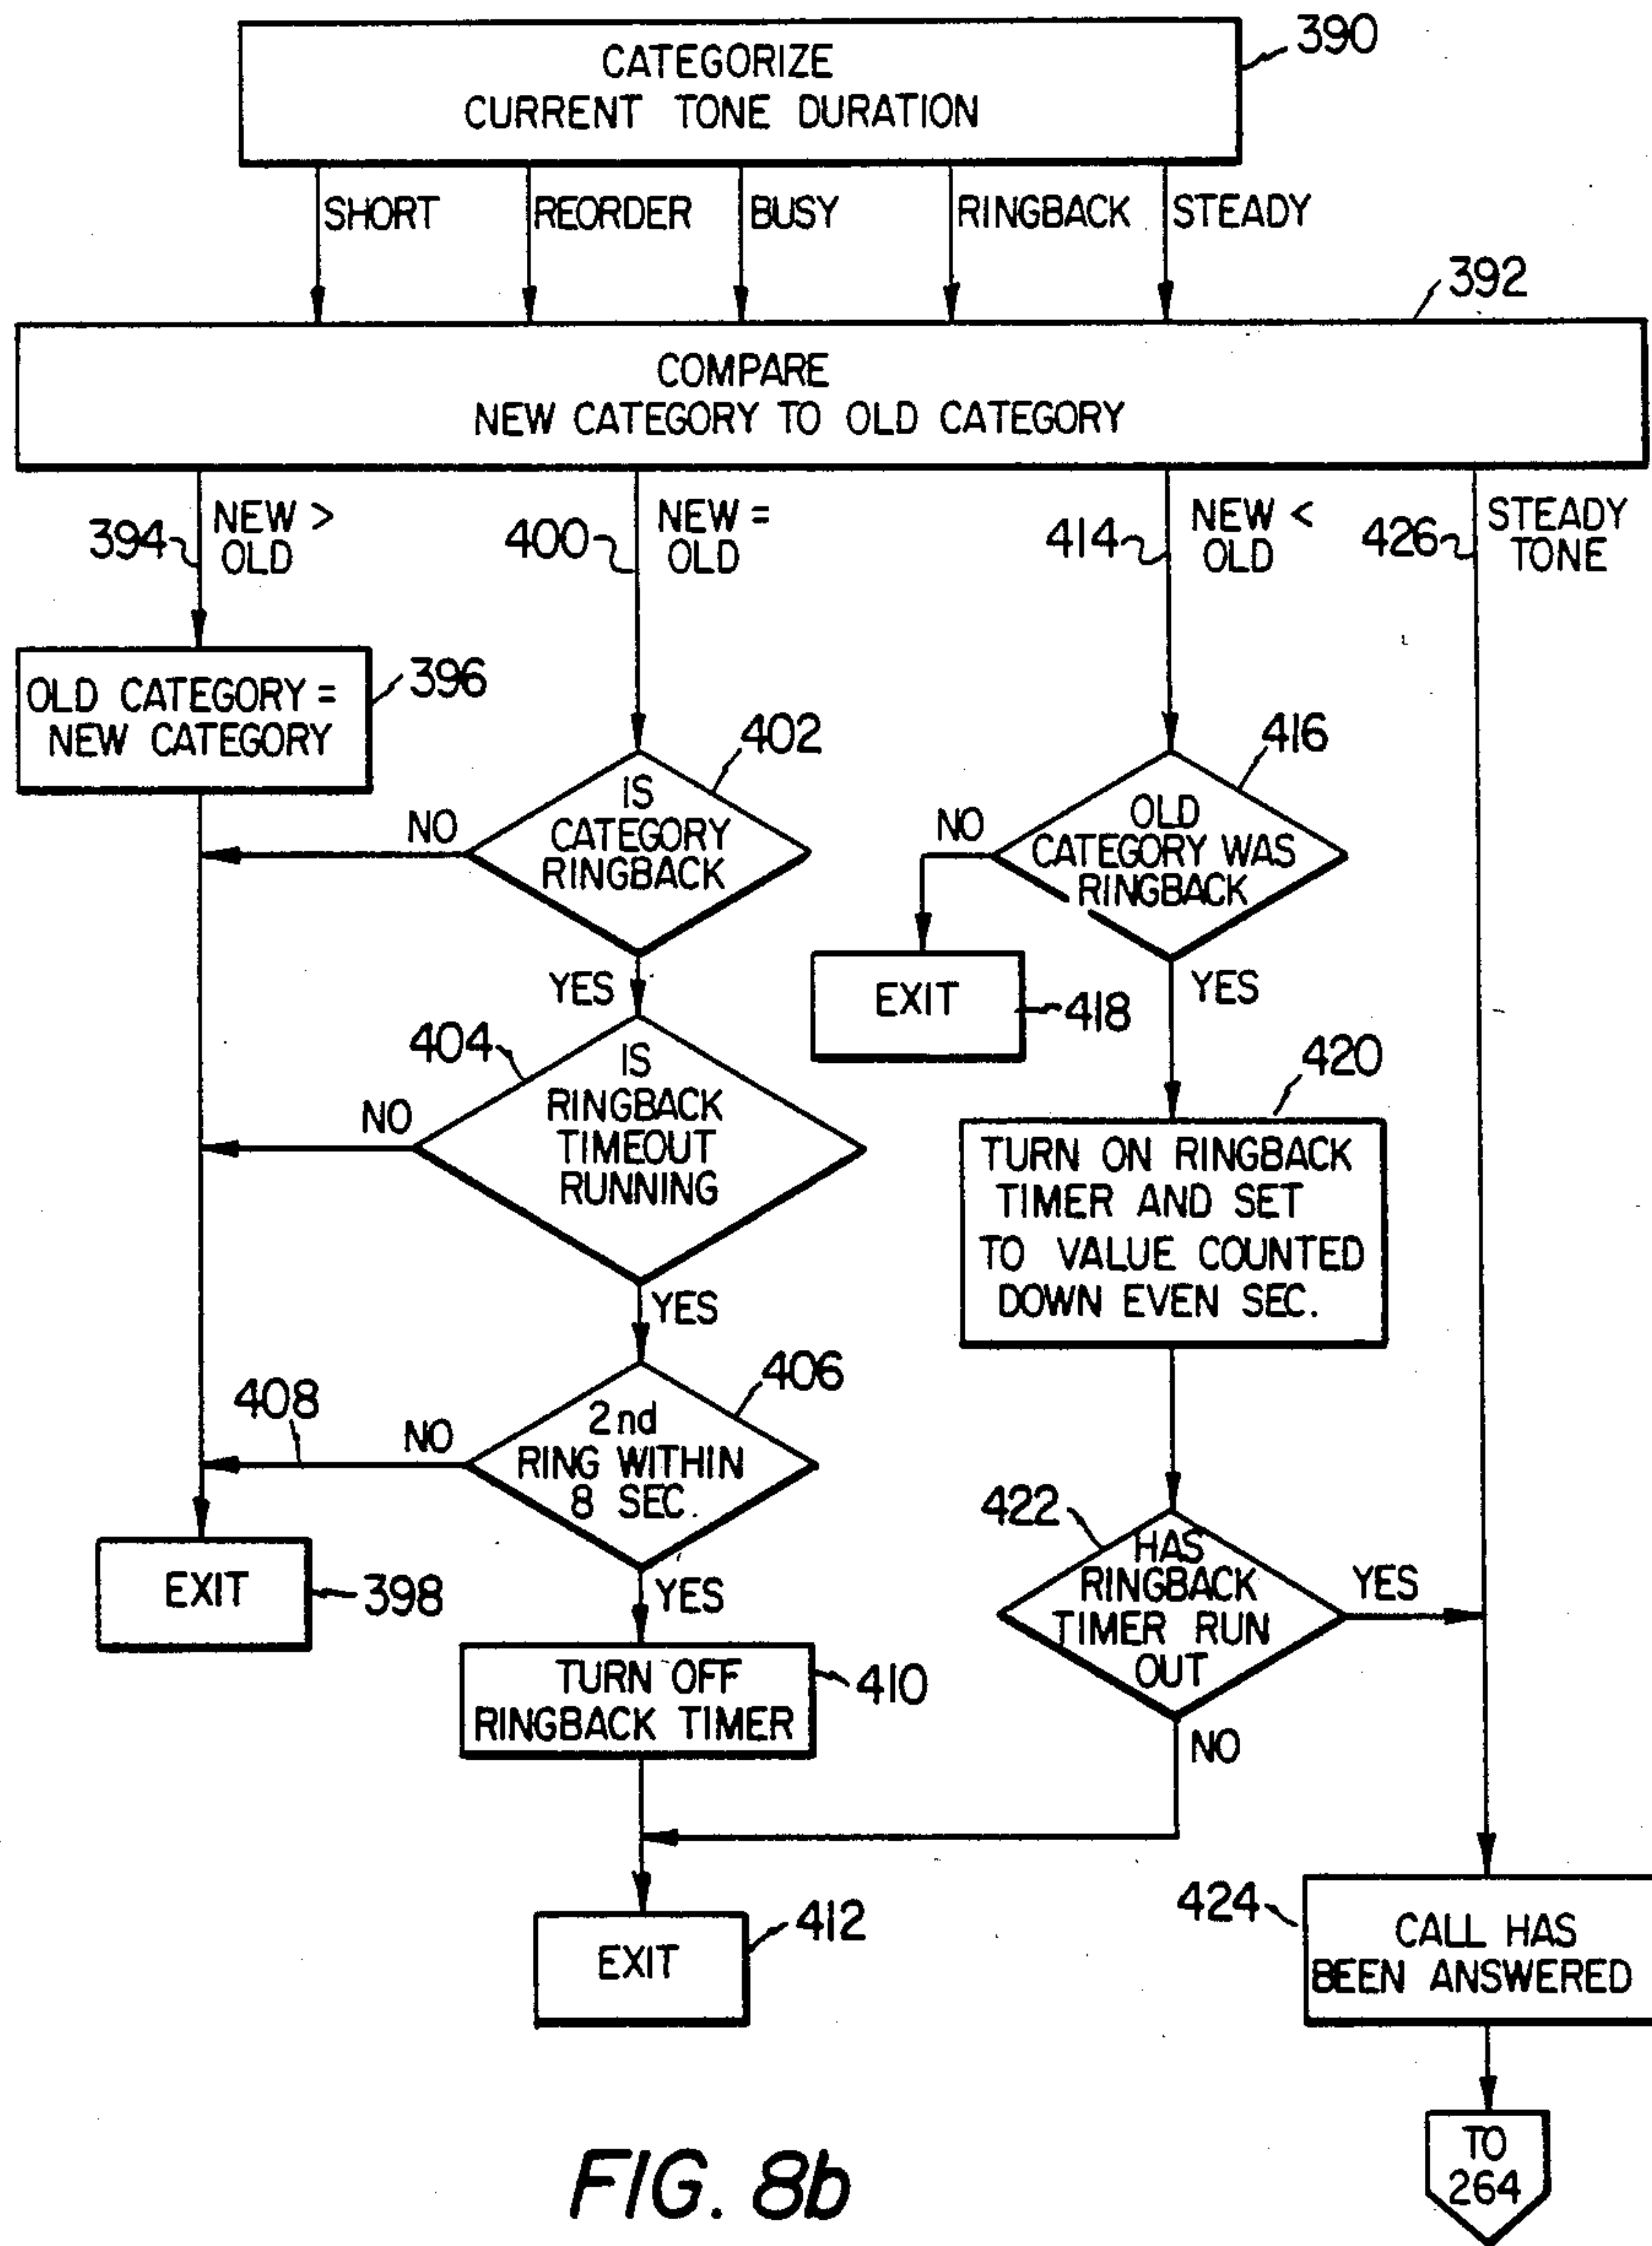 390
CATEGORIZE
CURRENT TONE DURATION
SHORT
REORDER
BUSY
RINGBACK
STEADY
392
COMPARE
NEW CATEGORY TO OLD CATEGORY
394
NEW >
OLD
400
NEW =
OLD
414
NEW <
OLD
426
STEADY
TONE
OLD CATEGORY =
NEW CATEGORY
396
402
IS
CATEGORY
RINGBACK
NO
YES
416
OLD
CATEGORY WAS
RINGBACK
NO
YES
EXIT
418
404
IS
RINGBACK
TIMEOUT
RUNNING
NO
YES
420
TURN ON RINGBACK
TIMER AND SET
TO VALUE COUNTED
DOWN EVEN SEC.
406
2nd
RING WITHIN
8 SEC.
408
NO
YES
EXIT
398
422
HAS
RINGBACK
TIMER RUN
OUT
YES
NO
TURN OFF
RINGBACK TIMER
410
EXIT
412
424
CALL HAS
BEEN ANSWERED
TO
264
FIG. 8b